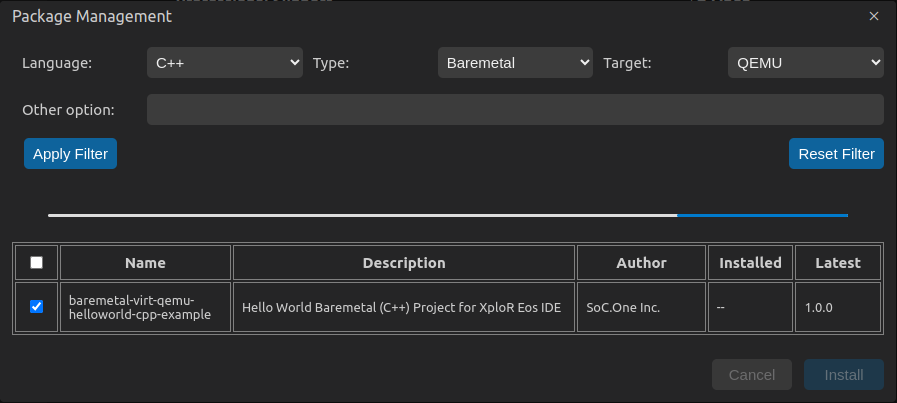 Package Management
Language: C++ Type: Baremetal Target: QEMU
Other option:
Apply Filter Reset Filter
Name Description Author Installed Latest
baremetal-virt-qemu-
helloworld-cpp-example Hello World Baremetal (C++) Project for XploR Eos IDE SoC.One Inc. -- 1.0.0
Cancel Install